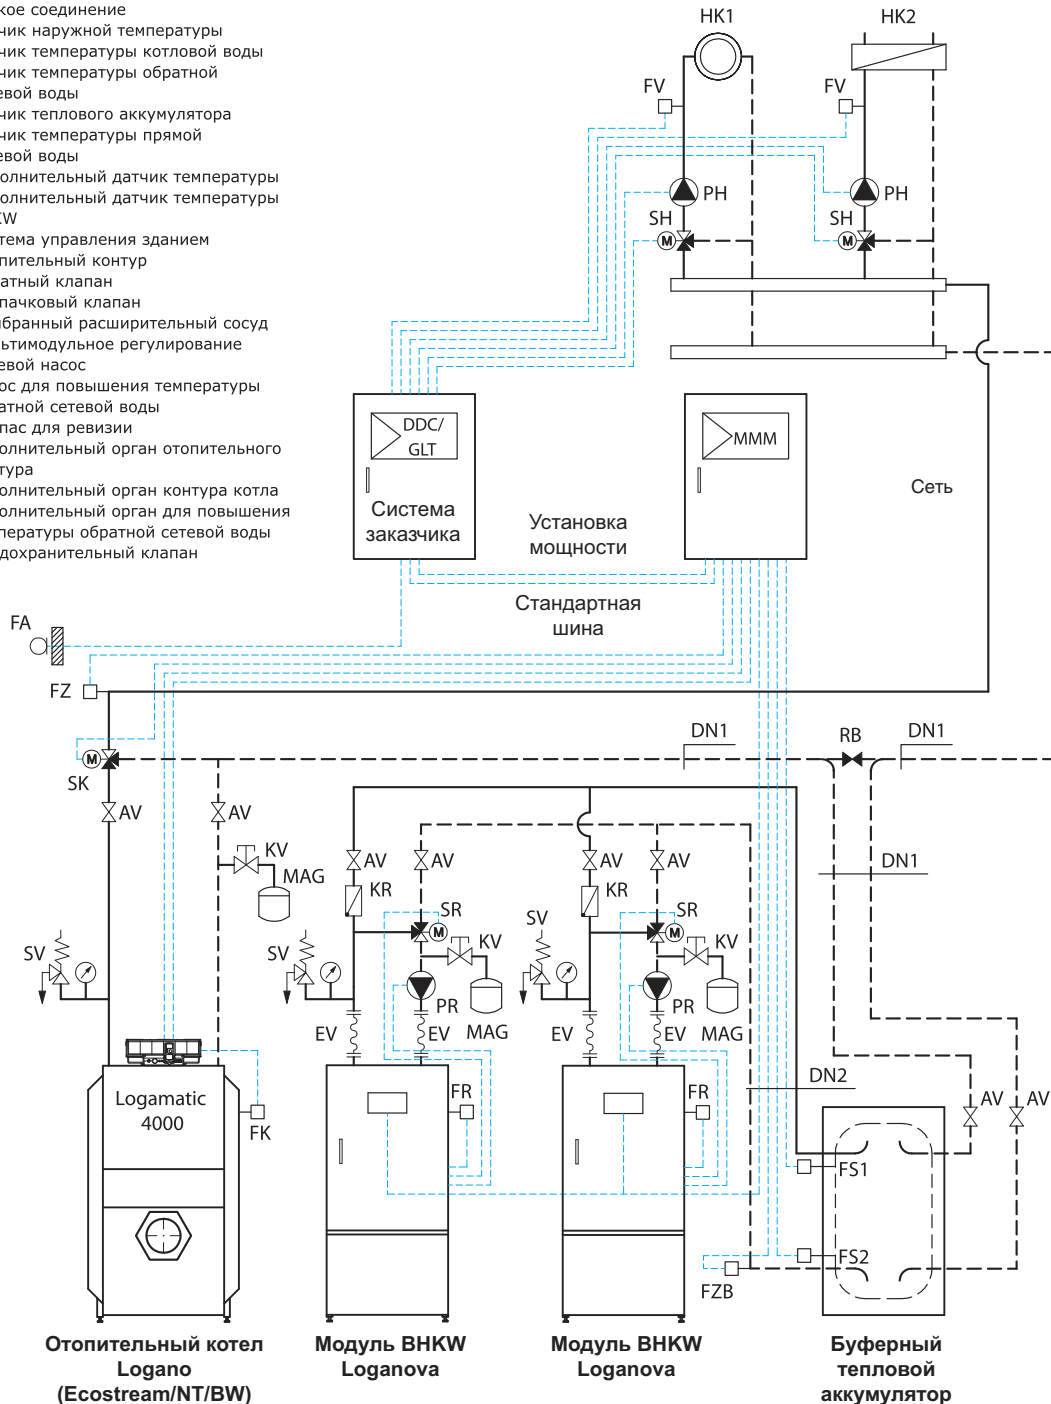 кое соединение
чик наружной температуры
чик температуры котловой воды
чик температуры обратной
евой воды
чик теплового аккумулятора
чик температуры прямой
евой воды
олнительный датчик температуры
олнительный датчик температуры
KW
тема управления зданием
пительный контур
атный клапан
пачковый клапан
бранный расширительный сосуд
ьтимодульное регулирование
евой насос
ос для повышения температуры
атной сетевой воды
пас для ревизии
олнительный орган отопительного
тура
олнительный орган контура котла
олнительный орган для повышения
пературы обратной сетевой воды
дохранительный клапан
HK1
HK2
FV
FV
PH
PH
SH
SH
M
M
DDC/
GLT
Система
заказчика
MMM
Сеть
Установка
мощности
Стандартная
шина
FA
FZ
M
SK
DN1
RB
DN1
AV
AV
KV
MAG
DN1
AV
AV
AV
AV
KR
KR
SR
SR
M
M
SV
SV
SV
KV
KV
PR
PR
MAG
MAG
EV
EV
EV
EV
DN2
Logamatic
4000
FK
FR
FR
AV
AV
FS1
FS2
FZB
Отопительный котел
Logano
(Ecostream/NT/BW)
Модуль BHKW
Loganova
Модуль BHKW
Loganova
Буферный
тепловой
аккумулятор